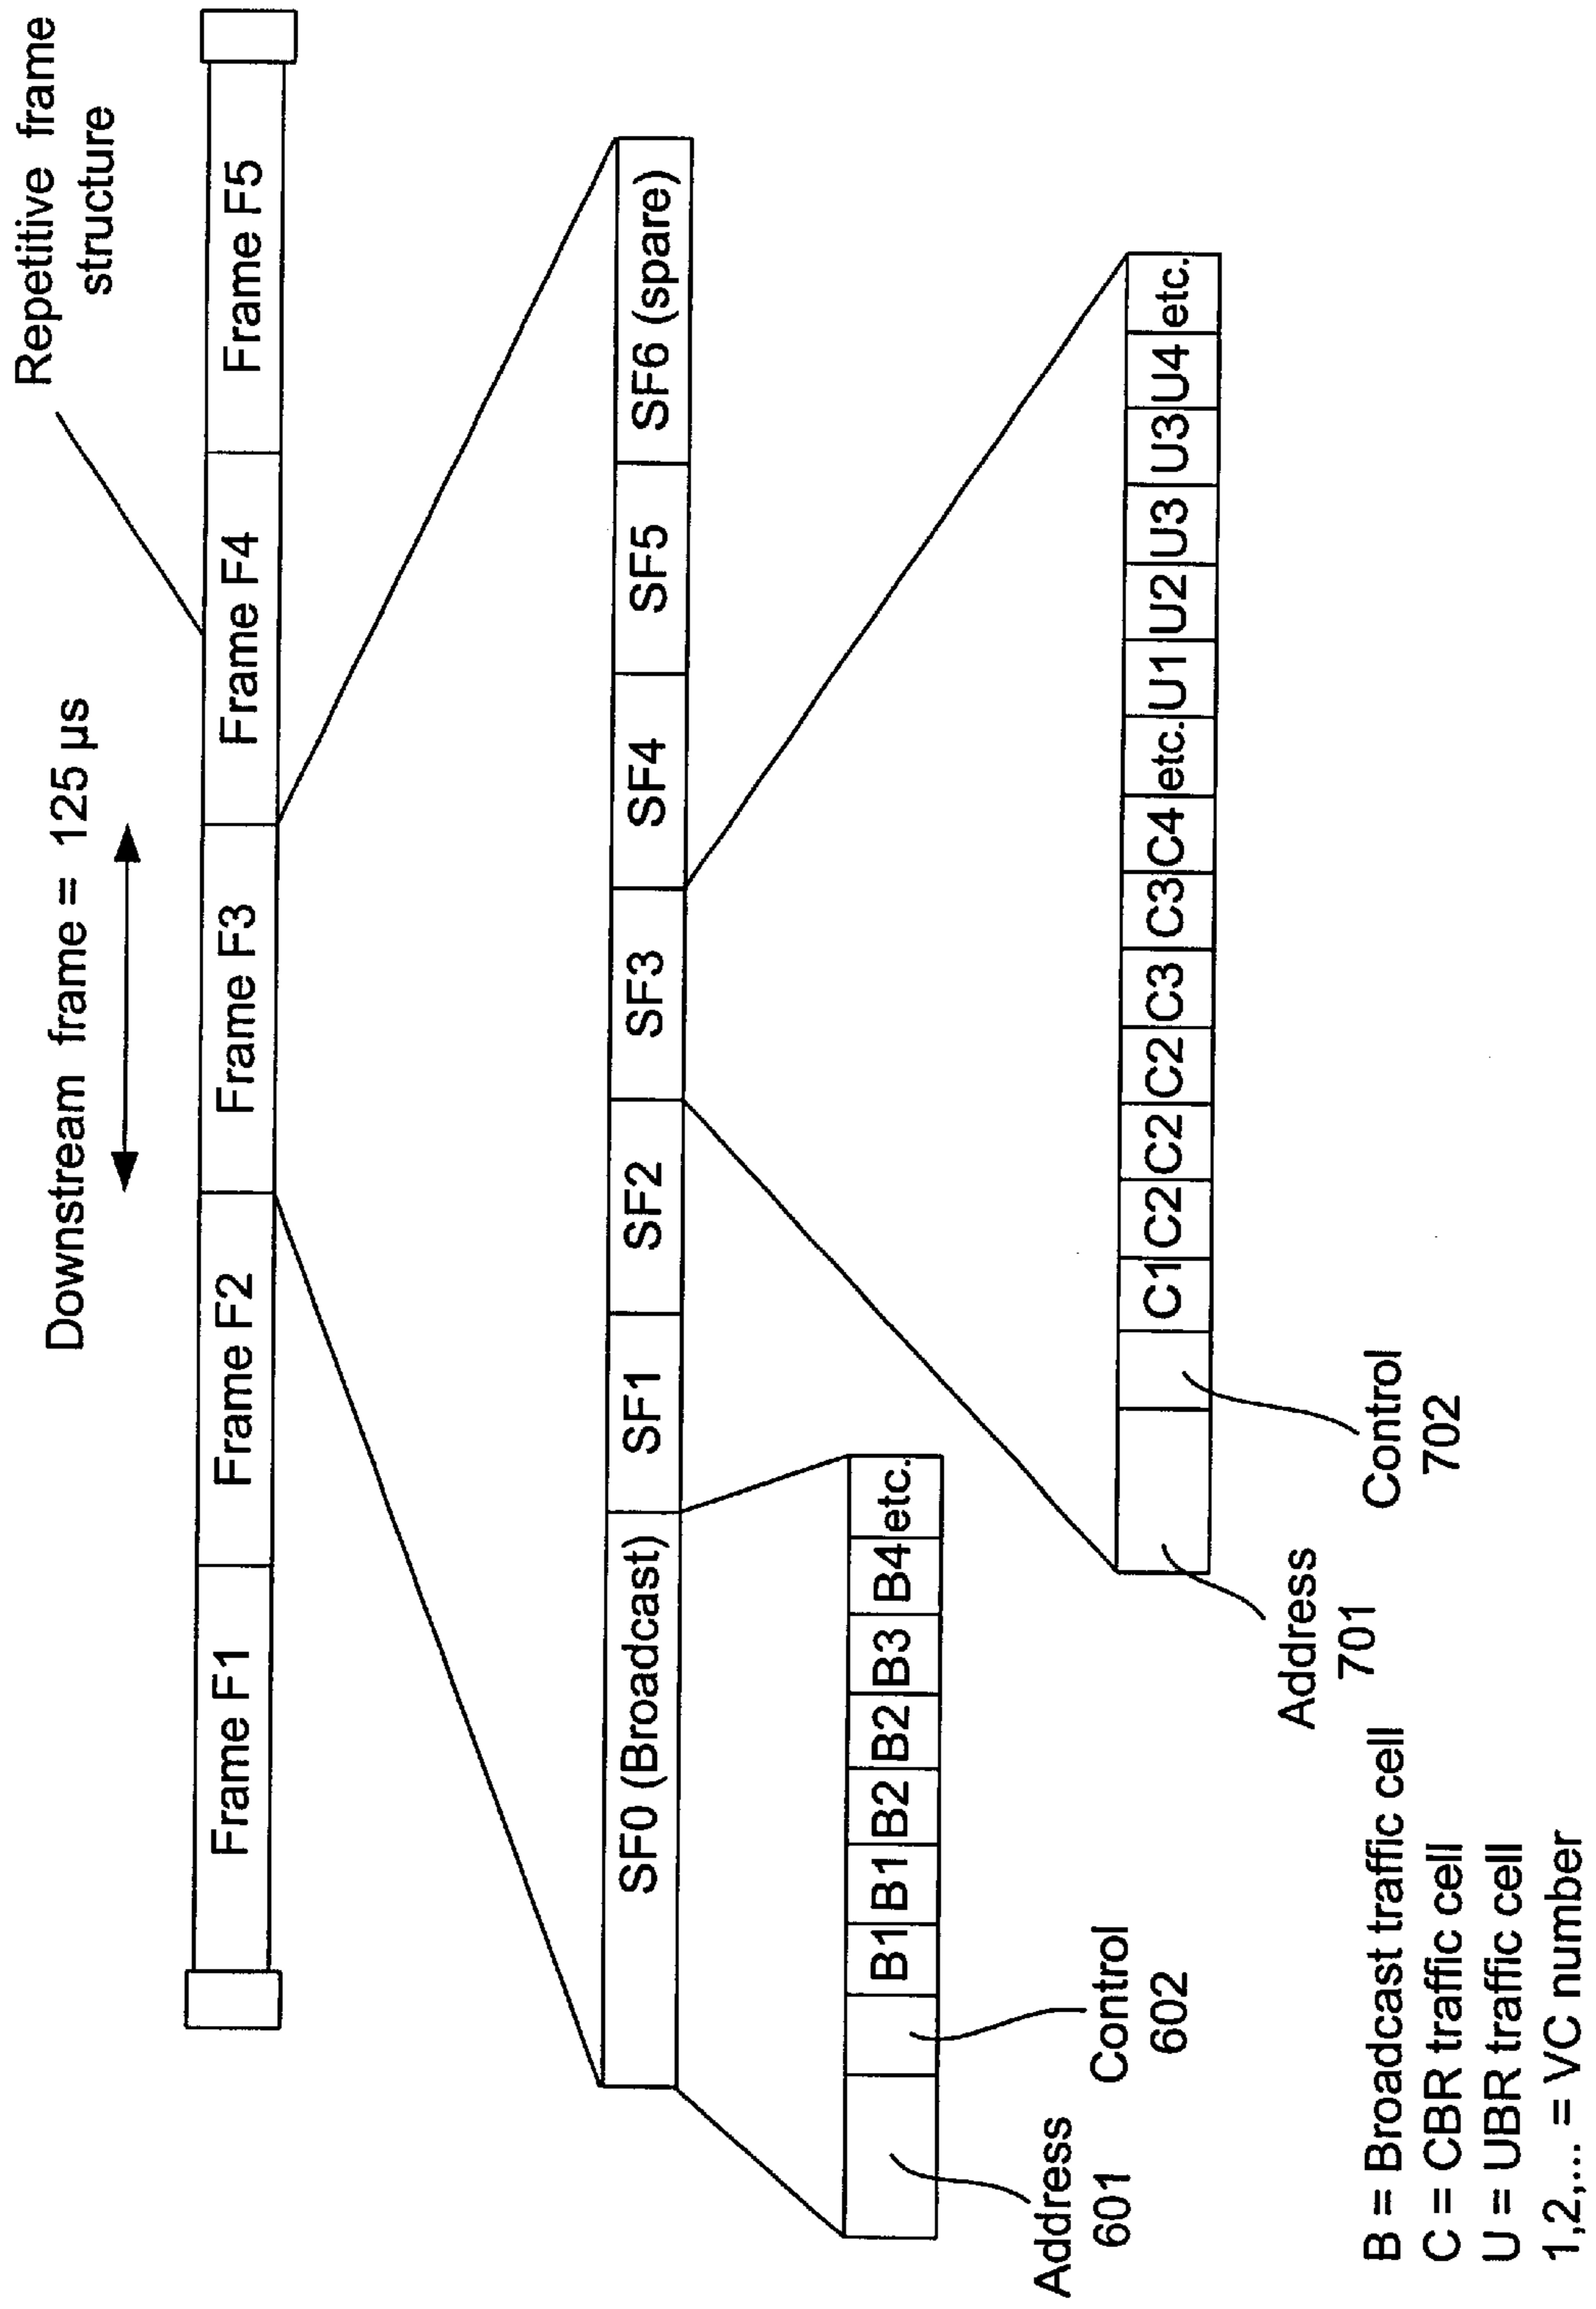 Repetitive frame
structure
Downstream frame = 125 µs
Frame F1 Frame F2 Frame F3 Frame F4 Frame F5
SF0 (Broadcast) SF1 SF2 SF3 SF4 SF5 SF6 (spare)
B1 B1 B2 B2 B3 B4 etc.
Address
601
Control
602
C1 C2 C2 C2 C3 C3 C4 etc. U1 U2 U3 U3 U4 etc.
Address
701
Control
702
B = Broadcast traffic cell
C = CBR traffic cell
U = UBR traffic cell
1,2,... = VC number